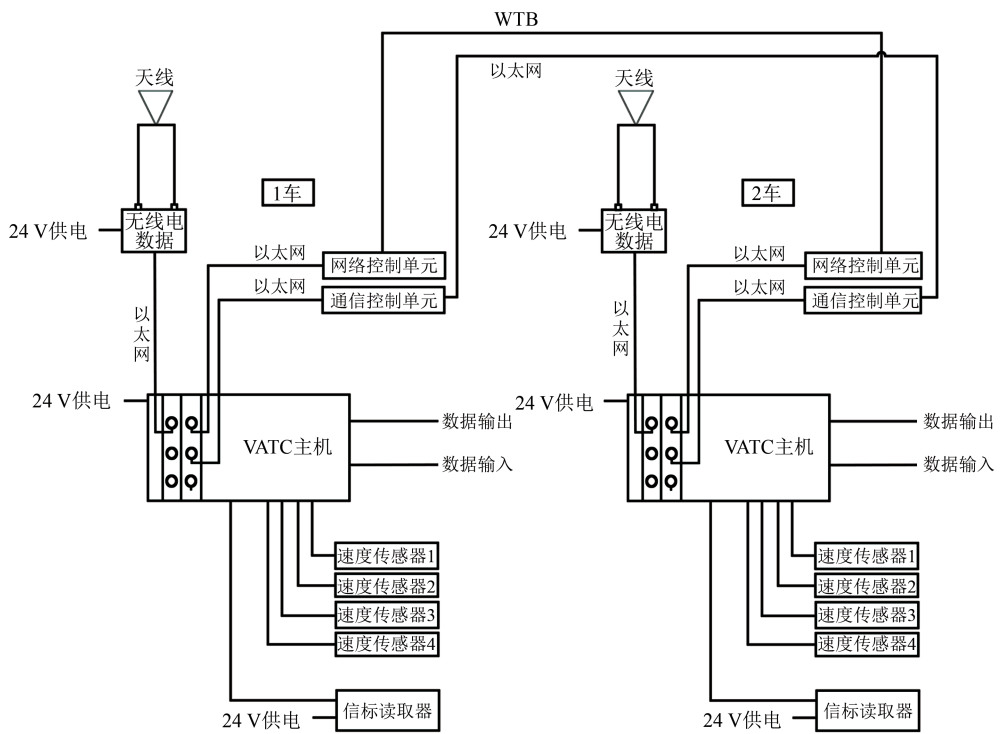 WTB
以太网
天线
天线
1车
2车
无线电
数据
24 V供电
无线电
数据
24 V供电
以太网
网络控制单元
以太网
通信控制单元
以太网
网络控制单元
以太网
通信控制单元
以太网
以太网
24 V供电
VATC主机
数据输出
数据输入
24 V供电
VATC主机
数据输出
数据输入
速度传感器1
速度传感器2
速度传感器3
速度传感器4
速度传感器1
速度传感器2
速度传感器3
速度传感器4
信标读取器
24 V供电
信标读取器
24 V供电